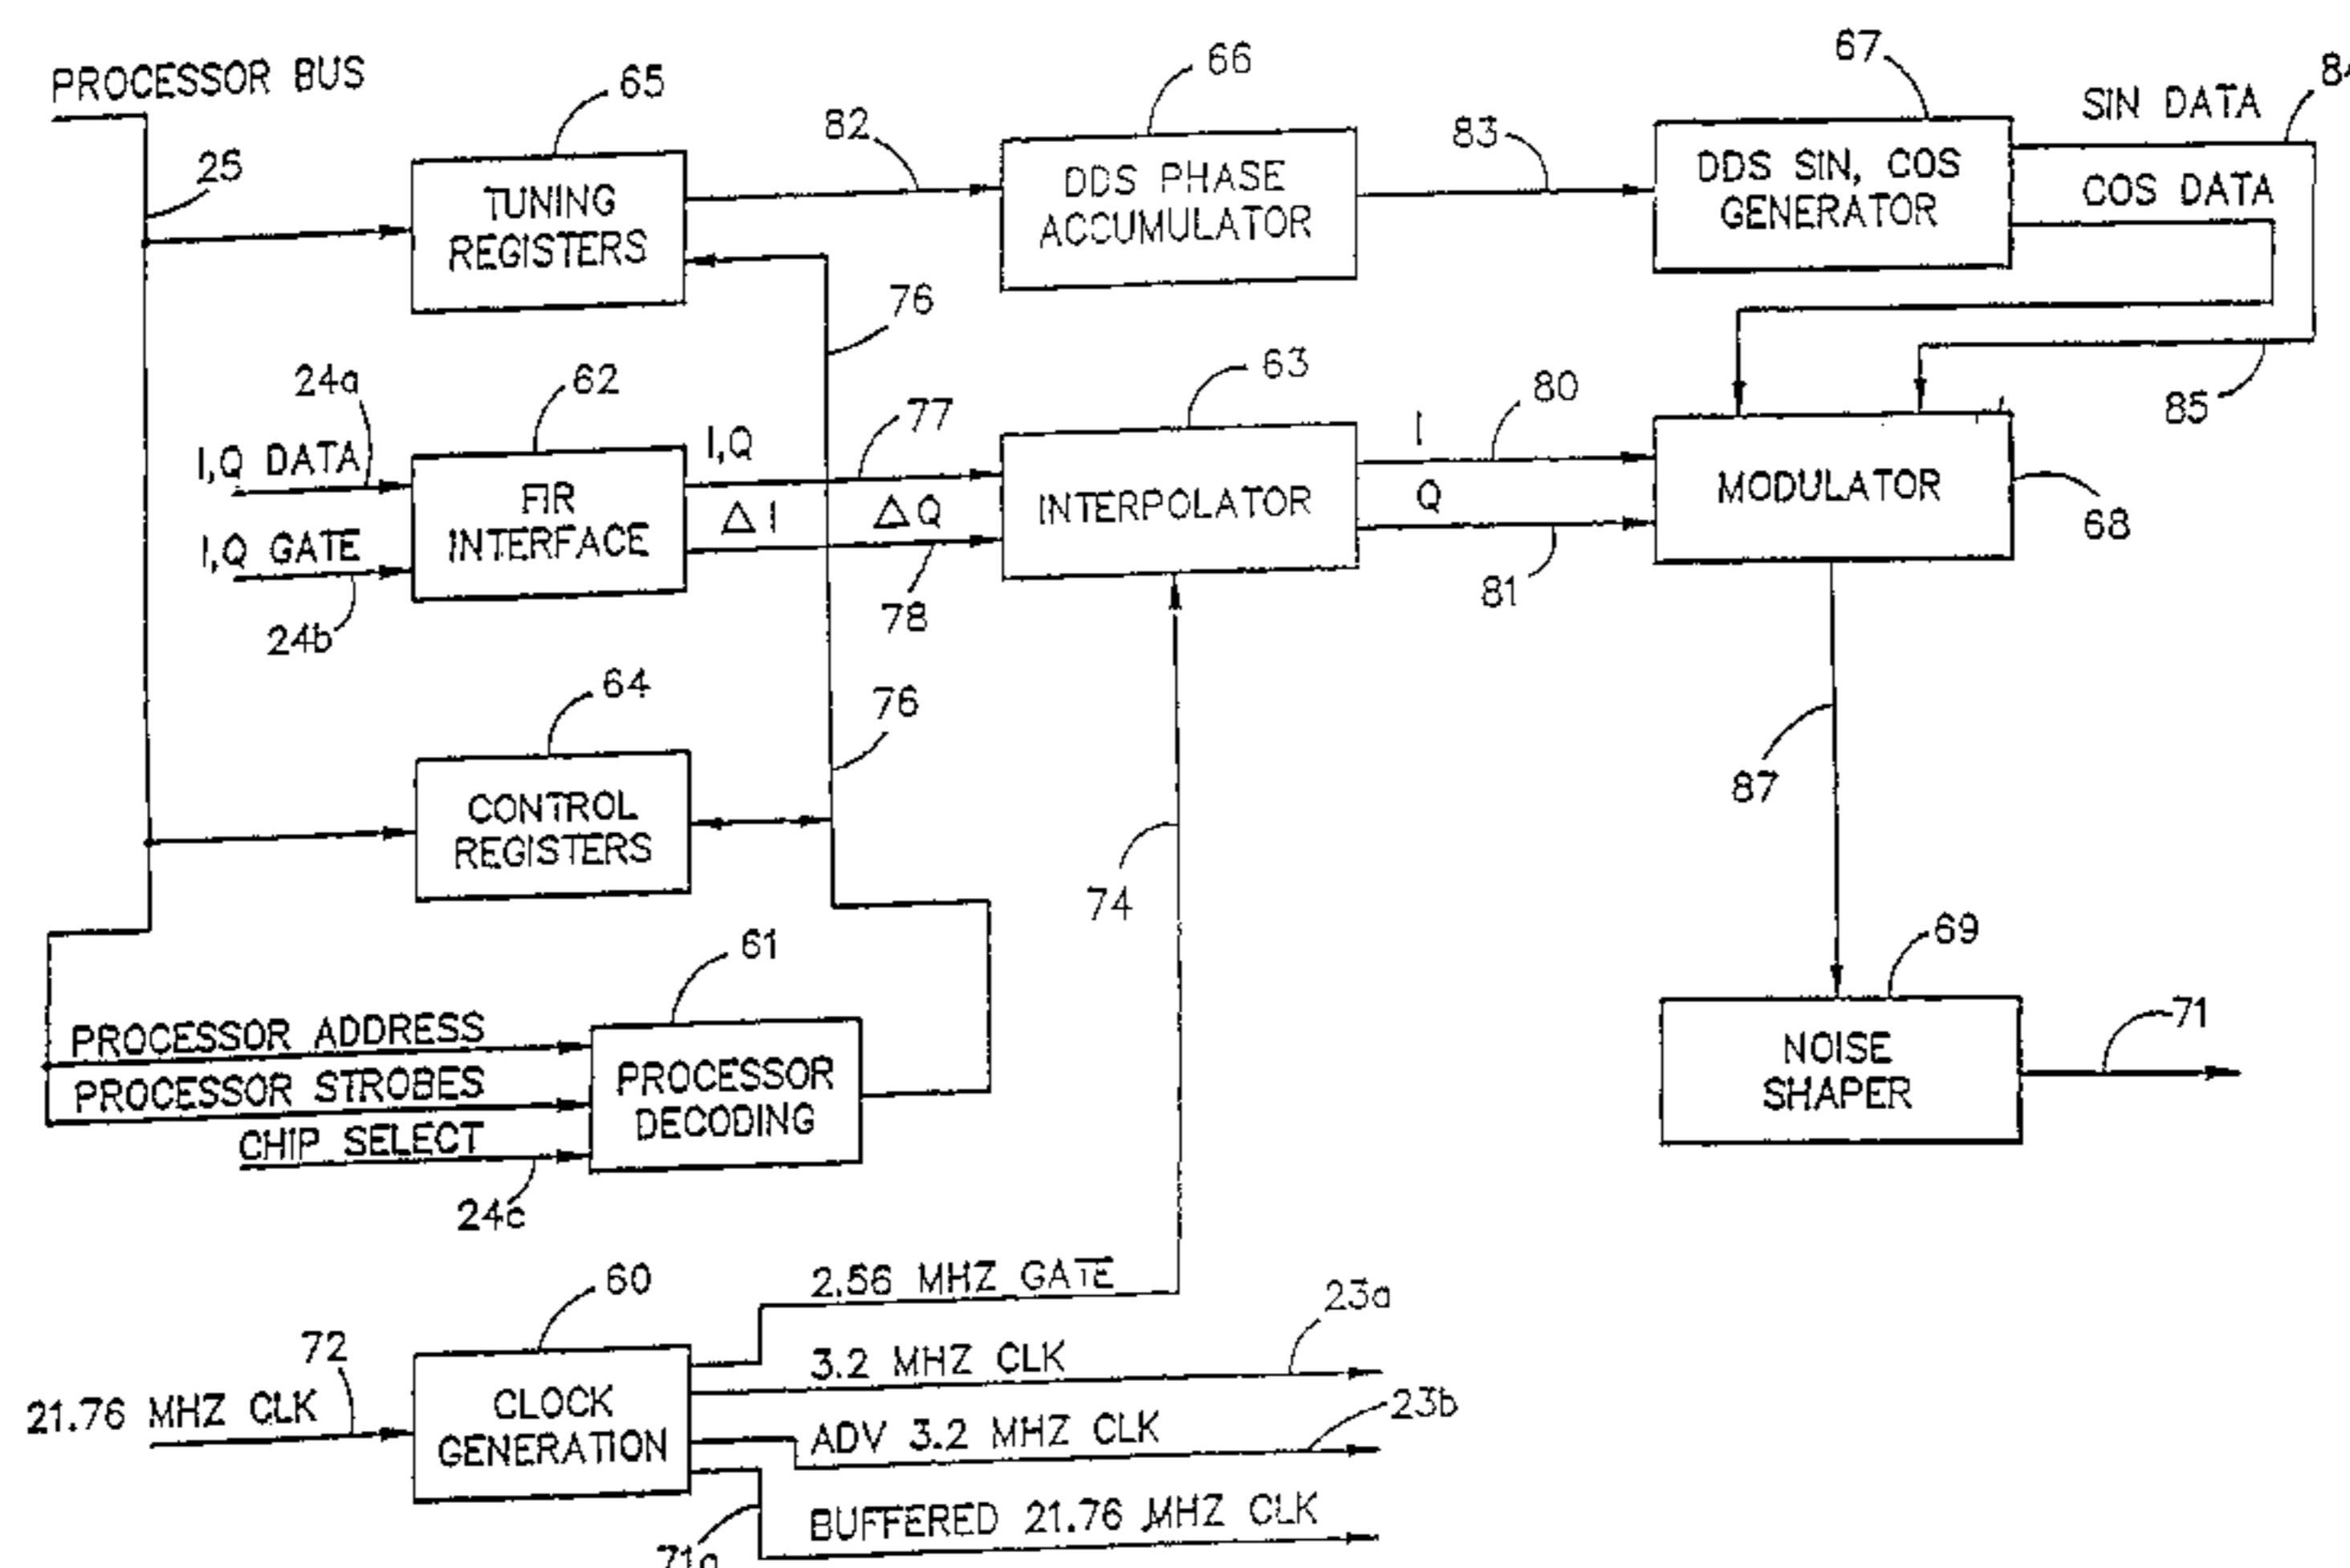 PROCESSOR BUS
25
65
TUNING
REGISTERS
82
66
DDS PHASE
ACCUMULATOR
83
67
DDS SIN, COS
GENERATOR
SIN DATA
COS DATA
76
85
24a
I,Q DATA
I,Q GATE
24b
62
FIR
INTERFACE
I,Q
77
Δ I
Δ Q
78
63
INTERPOLATOR
I
80
Q
81
MODULATOR
68
64
CONTROL
REGISTERS
76
74
87
69
NOISE
SHAPER
71
61
PROCESSOR ADDRESS
PROCESSOR STROBES
CHIP SELECT
24c
PROCESSOR
DECODING
60
72
21.76 MHZ CLK
CLOCK
GENERATION
2.56 MHZ GATE
23a
3.2 MHZ CLK
23b
ADV 3.2 MHZ CLK
71a
BUFFERED 21.76 MHZ CLK